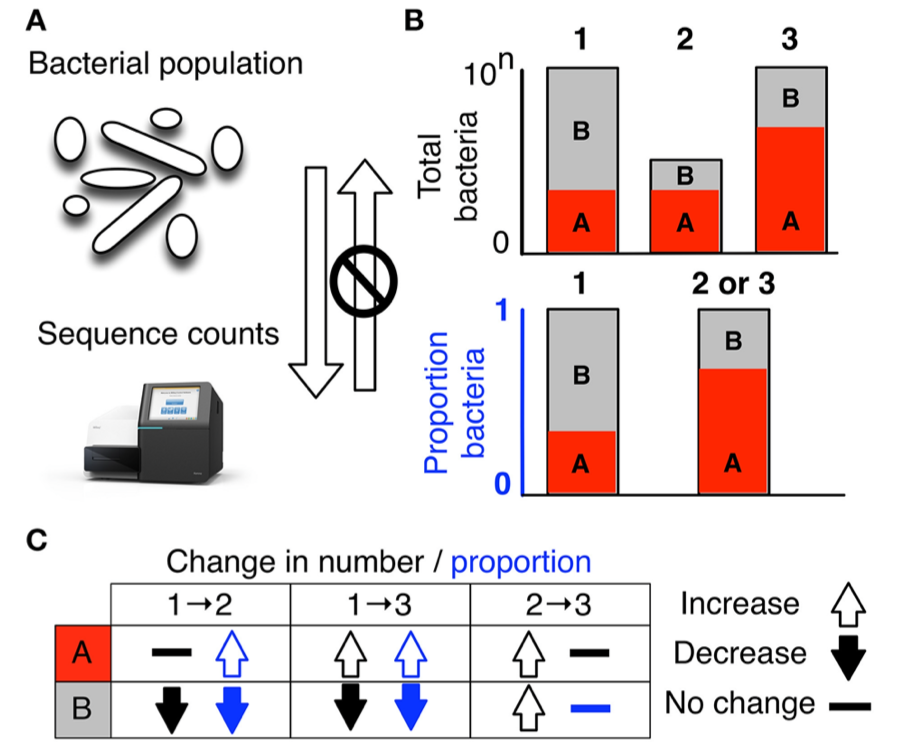 A
Bacterial population
Sequence counts
B
1 2 3
10ⁿ
Total
bacteria
0
B
A
B
A
B
A
1 2 or 3
1
Proportion
bacteria
0
B
A
B
A
C
Change in number / proportion
1→2 1→3 2→3
A
B
Increase
Decrease
No change